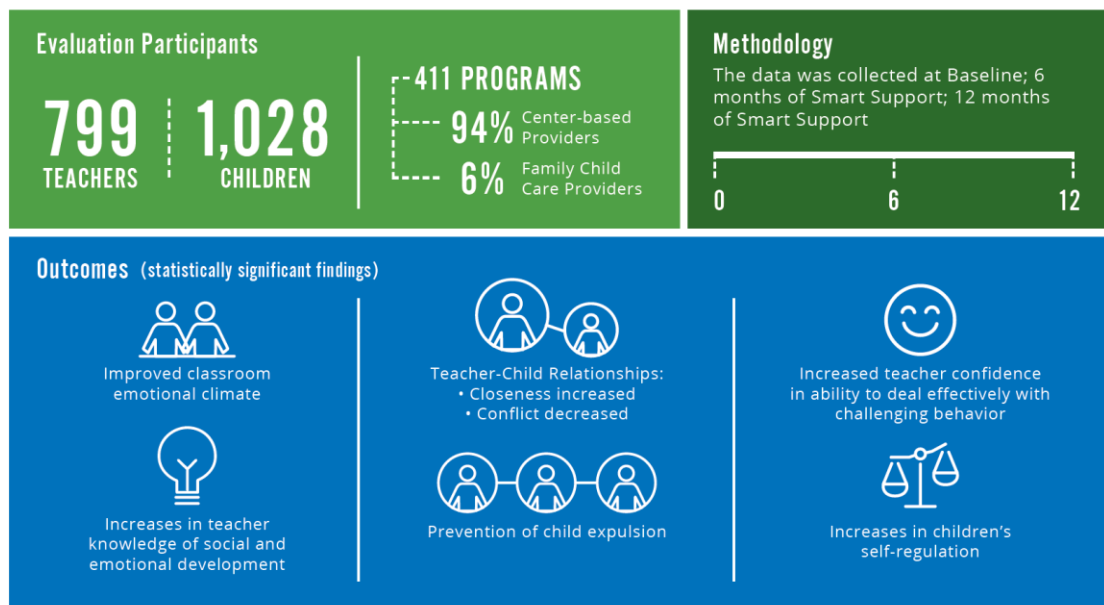 Evaluation Participants
799
TEACHERS
1,028
CHILDREN
411 PROGRAMS
94% Center-based
Providers
6% Family Child
Care Providers
Methodology
The data was collected at Baseline; 6
months of Smart Support; 12 months
of Smart Support
0 6 12
Outcomes (statistically significant findings)
Improved classroom
emotional climate
Increases in teacher
knowledge of social and
emotional development
Teacher-Child Relationships:
• Closeness increased
• Conflict decreased
Prevention of child expulsion
Increased teacher confidence
in ability to deal effectively with
challenging behavior
Increases in children’s
self-regulation